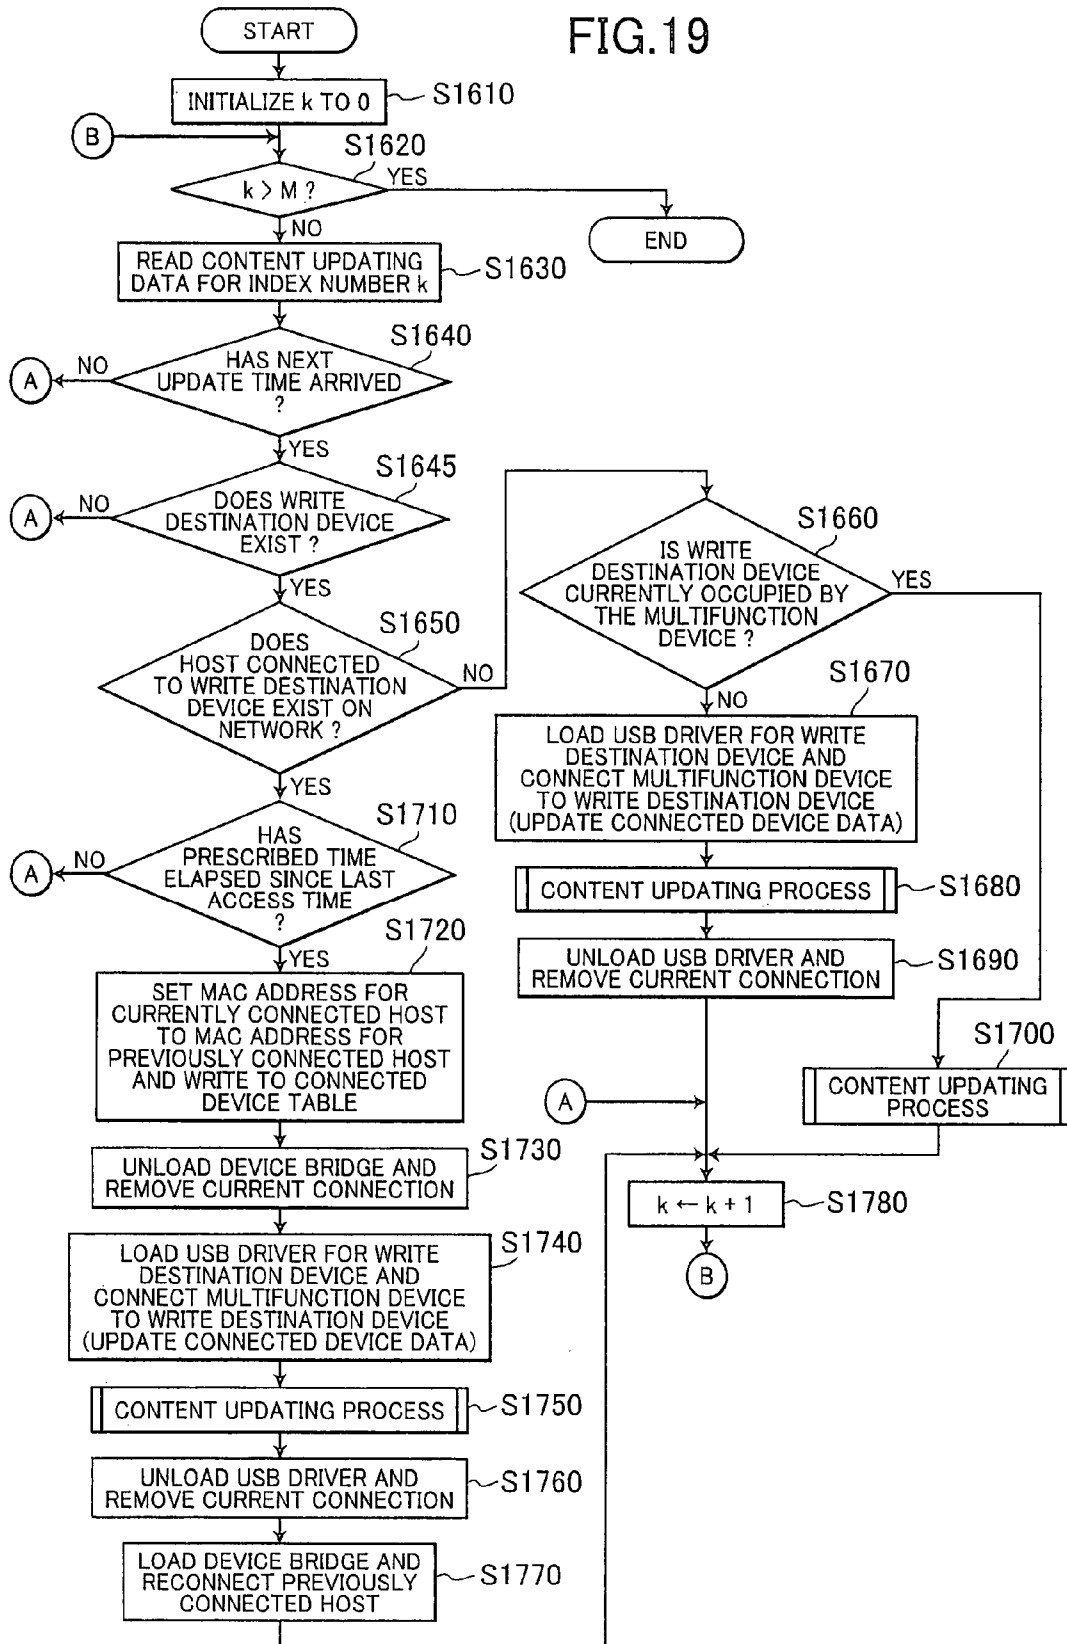 FIG.19
START
INITIALIZE k TO 0
S1610
B
S1620
k > M ?
YES
NO
END
READ CONTENT UPDATING
DATA FOR INDEX NUMBER k
S1630
S1640
HAS NEXT
UPDATE TIME ARRIVED
?
NO
A
YES
S1645
DOES WRITE
DESTINATION DEVICE
EXIST ?
NO
A
YES
S1650
DOES
HOST CONNECTED
TO WRITE DESTINATION
DEVICE EXIST ON
NETWORK ?
NO
YES
S1660
IS WRITE
DESTINATION DEVICE
CURRENTLY OCCUPIED BY
THE MULTIFUNCTION
DEVICE ?
YES
NO
S1670
LOAD USB DRIVER FOR WRITE
DESTINATION DEVICE AND
CONNECT MULTIFUNCTION DEVICE
TO WRITE DESTINATION DEVICE
(UPDATE CONNECTED DEVICE DATA)
CONTENT UPDATING PROCESS
S1680
UNLOAD USB DRIVER AND
REMOVE CURRENT CONNECTION
S1690
S1700
CONTENT UPDATING
PROCESS
A
S1710
HAS
PRESCRIBED TIME
ELAPSED SINCE LAST
ACCESS TIME
?
NO
A
YES
S1720
SET MAC ADDRESS FOR
CURRENTLY CONNECTED HOST
TO MAC ADDRESS FOR
PREVIOUSLY CONNECTED HOST
AND WRITE TO CONNECTED
DEVICE TABLE
S1730
UNLOAD DEVICE BRIDGE AND
REMOVE CURRENT CONNECTION
S1740
LOAD USB DRIVER FOR WRITE
DESTINATION DEVICE AND
CONNECT MULTIFUNCTION DEVICE
TO WRITE DESTINATION DEVICE
(UPDATE CONNECTED DEVICE DATA)
CONTENT UPDATING PROCESS
S1750
UNLOAD USB DRIVER AND
REMOVE CURRENT CONNECTION
S1760
LOAD DEVICE BRIDGE AND
RECONNECT PREVIOUSLY
CONNECTED HOST
S1770
k ← k + 1
S1780
B